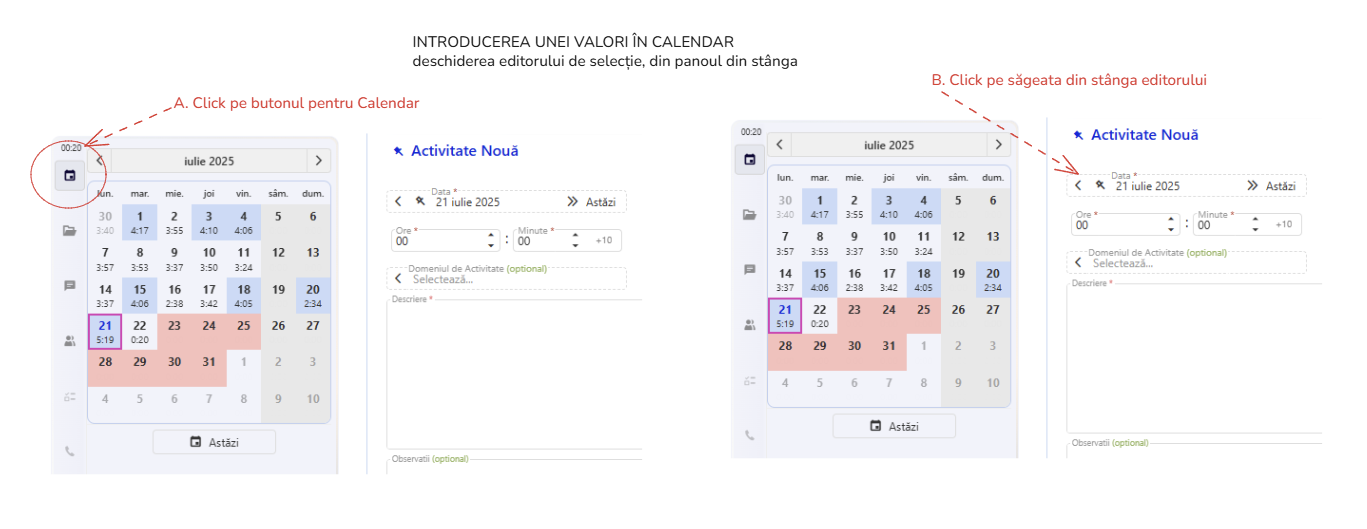 INTRODUCEREA UNEI VALORI ÎN CALENDAR
deschiderea editorului de selecție, din panoul din stânga
A. Click pe butonul pentru Calendar
00:20
iulie 2025
lun. mar. mie. joi vin. sâm. dum.
30 1 2 3 4 5 6
3:40 4:17 3:55 4:10 4:06
7 8 9 10 11 12 13
3:57 3:53 3:37 3:50 3:24
14 15 16 17 18 19 20
3:37 4:06 2:38 3:42 4:05 2:34
21 22 23 24 25 26 27
5:19 0:20
28 29 30 31 1 2 3
4 5 6 7 8 9 10
Astăzi
Activitate Nouă
Data *
21 iulie 2025 Astăzi
Ore * Minute *
00 : 00 +10
Domeniul de Activitate (optional)
Selectează...
Descriere *
Observatii (optional)
B. Click pe săgeata din stânga editorului
00:20
iulie 2025
lun. mar. mie. joi vin. sâm. dum.
30 1 2 3 4 5 6
3:40 4:17 3:55 4:10 4:06
7 8 9 10 11 12 13
3:57 3:53 3:37 3:50 3:24
14 15 16 17 18 19 20
3:37 4:06 2:38 3:42 4:05 2:34
21 22 23 24 25 26 27
5:19 0:20
28 29 30 31 1 2 3
4 5 6 7 8 9 10
Astăzi
Activitate Nouă
Data *
21 iulie 2025 Astăzi
Ore * Minute *
00 : 00 +10
Domeniul de Activitate (optional)
Selectează...
Descriere *
Observatii (optional)